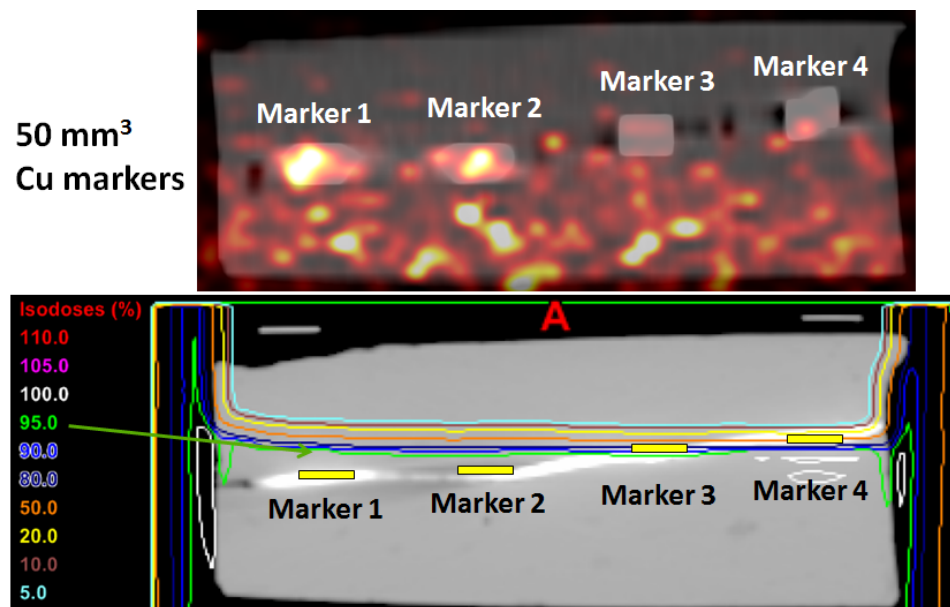 50 mm³
Cu markers
Marker 1
Marker 2
Marker 3
Marker 4
Isodoses (%)
110.0
105.0
100.0
95.0
90.0
80.0
50.0
20.0
10.0
5.0
A
Marker 1
Marker 2
Marker 3
Marker 4